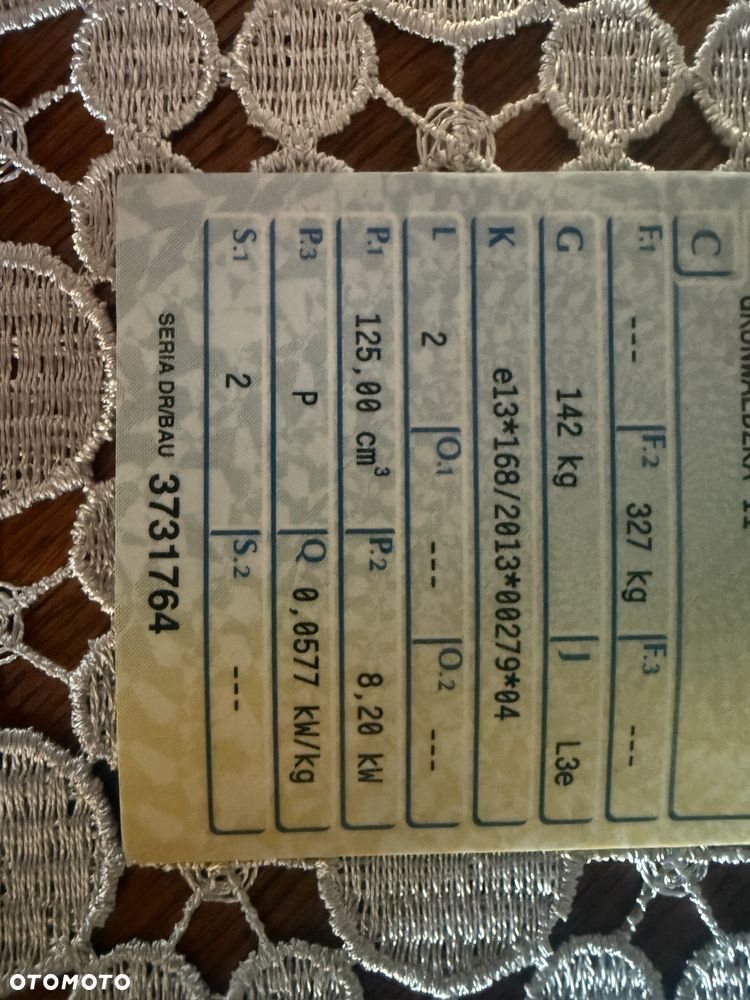 C
F.1 --- F.2 327 kg F.3 ---
G 142 kg J L3e
K e13*168/2013*00279*04
L 2 O.1 --- O.2 ---
P.1 125,00 cm³ P.2 8,20 kW
P.3 P Q 0,0577 kW/kg
S.1 2 S.2 ---
SERIA DR/BAU 3731764
OTOMOTO